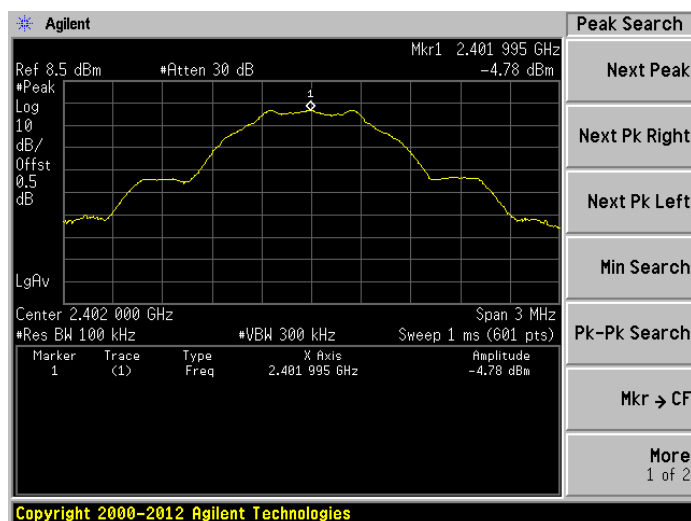 Agilent
Peak Search
Mkr1 2.401 995 GHz
Ref 8.5 dBm #Atten 30 dB -4.78 dBm
#Peak
Log
10
dB/
Offst
0.5
dB
1
LgAv
Center 2.402 000 GHz Span 3 MHz
#Res BW 100 kHz #VBW 300 kHz Sweep 1 ms (601 pts)
Marker Trace Type X Axis Amplitude
1 (1) Freq 2.401 995 GHz -4.78 dBm
Copyright 2000-2012 Agilent Technologies
Next Peak
Next Pk Right
Next Pk Left
Min Search
Pk-Pk Search
Mkr → CF
More
1 of 2